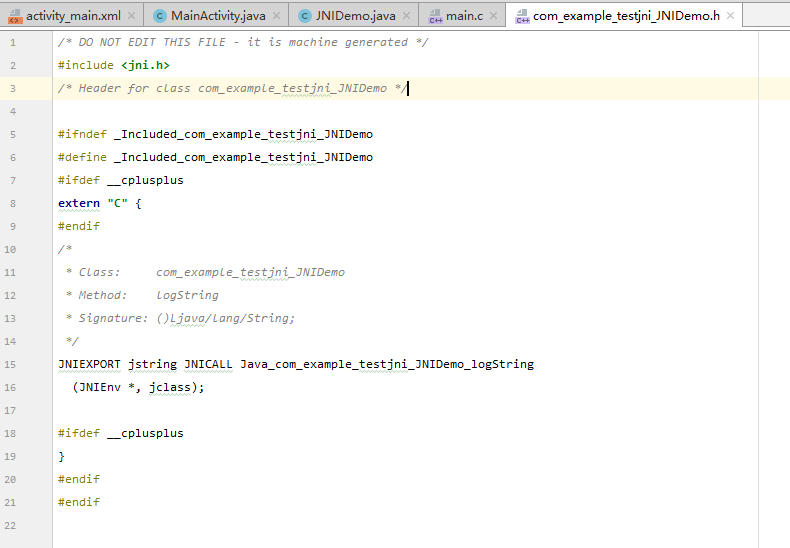 activity_main.xml × MainActivity.java × JNIDemo.java × main.c × com_example_testjni_JNIDemo.h ×
1 /* DO NOT EDIT THIS FILE - it is machine generated */
2 #include <jni.h>
3 /* Header for class com_example_testjni_JNIDemo */
4
5 #ifndef _Included_com_example_testjni_JNIDemo
6 #define _Included_com_example_testjni_JNIDemo
7 #ifdef __cplusplus
8 extern "C" {
9 #endif
10 /*
11  * Class:     com_example_testjni_JNIDemo
12  * Method:    logString
13  * Signature: ()Ljava/lang/String;
14  */
15 JNIEXPORT jstring JNICALL Java_com_example_testjni_JNIDemo_logString
16   (JNIEnv *, jclass);
17
18 #ifdef __cplusplus
19 }
20 #endif
21 #endif
22